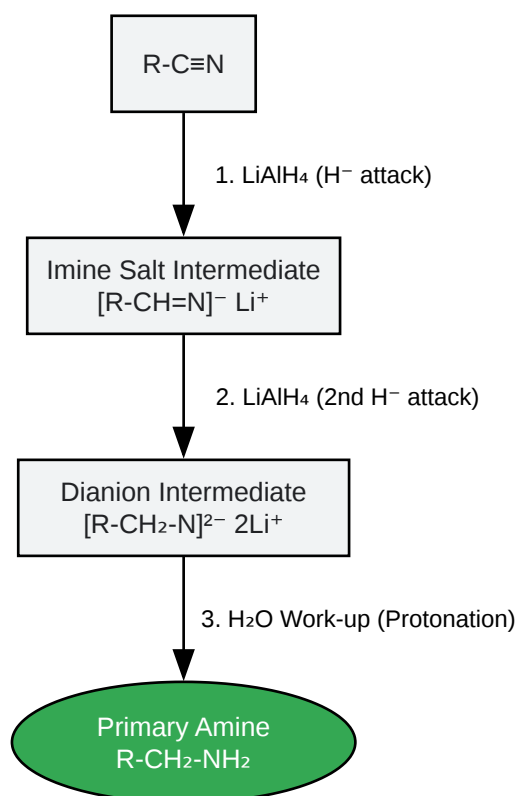 R-C≡N
1. LiAlH₄ (H⁻ attack)
Imine Salt Intermediate
[R-CH=N]⁻ Li⁺
2. LiAlH₄ (2nd H⁻ attack)
Dianion Intermediate
[R-CH₂-N]²⁻ 2Li⁺
3. H₂O Work-up (Protonation)
Primary Amine
R-CH₂-NH₂